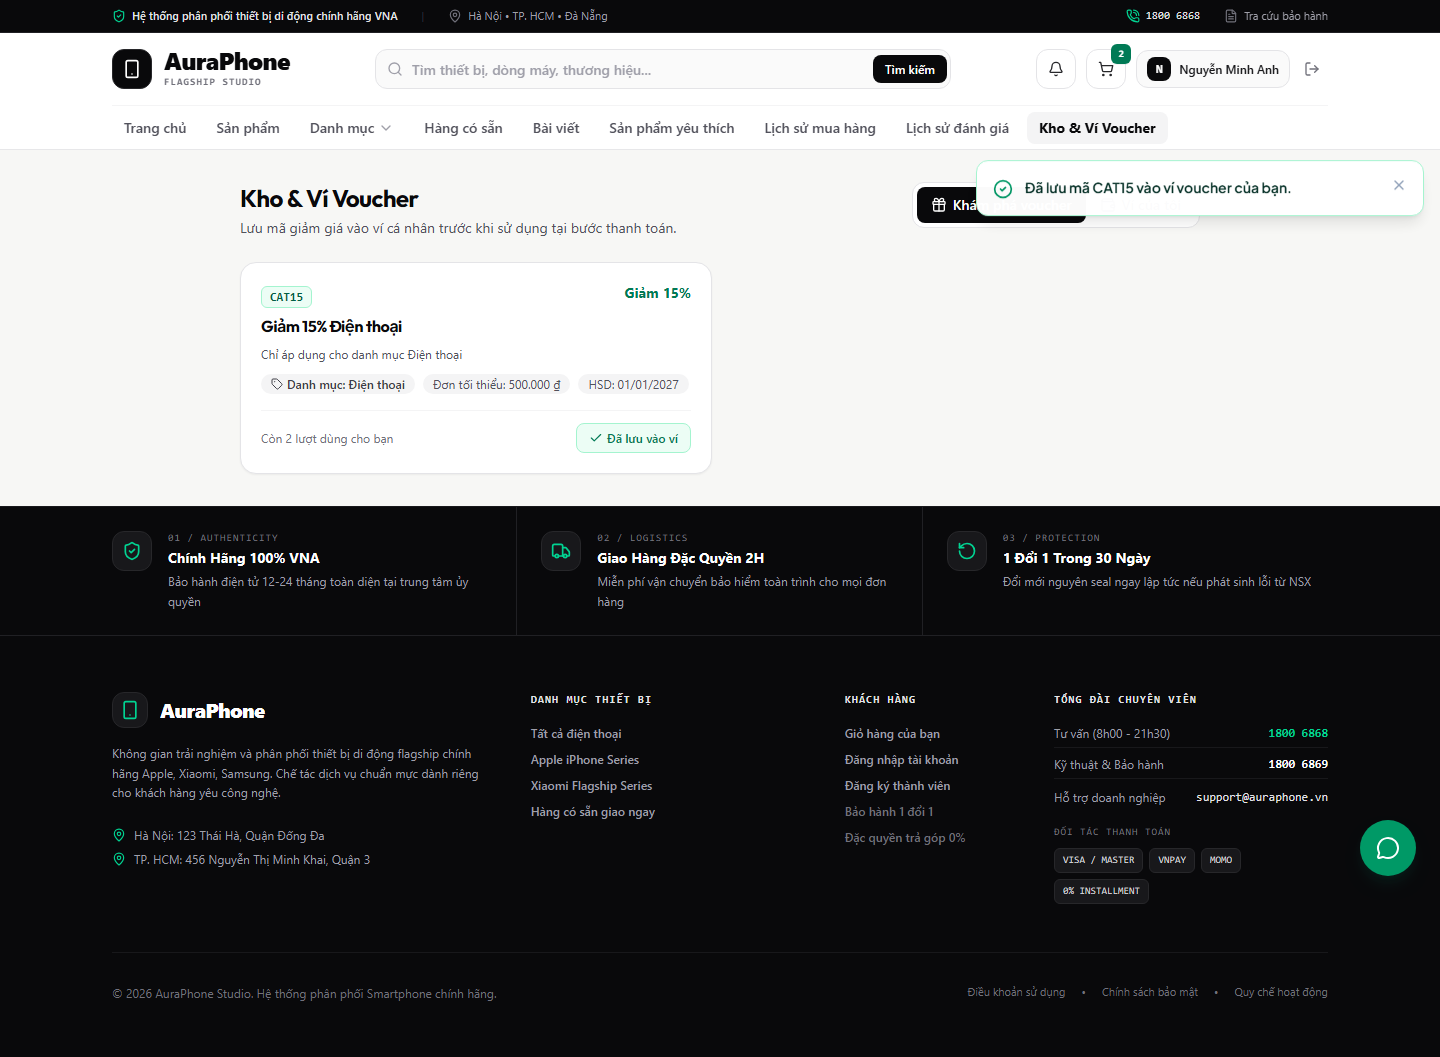 Hệ thống phân phối thiết bị di động chính hãng VNA
Hà Nội • TP. HCM • Đà Nẵng
1800 6868
Tra cứu bảo hành
AuraPhone
FLAGSHIP STUDIO
Tìm thiết bị, dòng máy, thương hiệu...
Tìm kiếm
2
N
Nguyễn Minh Anh
Trang chủ
Sản phẩm
Danh mục
Hàng có sẵn
Bài viết
Sản phẩm yêu thích
Lịch sử mua hàng
Lịch sử đánh giá
Kho & Ví Voucher
Đã lưu mã CAT15 vào ví voucher của bạn.
Kho & Ví Voucher
Lưu mã giảm giá vào ví cá nhân trước khi sử dụng tại bước thanh toán.
CAT15
Giảm 15%
Giảm 15% Điện thoại
Chỉ áp dụng cho danh mục Điện thoại
Danh mục: Điện thoại
Đơn tối thiểu: 500.000 ₫
HSD: 01/01/2027
Còn 2 lượt dùng cho bạn
Đã lưu vào ví
01 / AUTHENTICITY
Chính Hãng 100% VNA
Bảo hành điện tử 12-24 tháng toàn diện tại trung tâm ủy
quyền
02 / LOGISTICS
Giao Hàng Đặc Quyền 2H
Miễn phí vận chuyển bảo hiểm toàn trình cho mọi đơn
hàng
03 / PROTECTION
1 Đổi 1 Trong 30 Ngày
Đổi mới nguyên seal ngay lập tức nếu phát sinh lỗi từ NSX
AuraPhone
Không gian trải nghiệm và phân phối thiết bị di động flagship chính
hãng Apple, Xiaomi, Samsung. Chế tác dịch vụ chuẩn mực dành riêng
cho khách hàng yêu công nghệ.
Hà Nội: 123 Thái Hà, Quận Đống Đa
TP. HCM: 456 Nguyễn Thị Minh Khai, Quận 3
DANH MỤC THIẾT BỊ
Tất cả điện thoại
Apple iPhone Series
Xiaomi Flagship Series
Hàng có sẵn giao ngay
KHÁCH HÀNG
Giỏ hàng của bạn
Đăng nhập tài khoản
Đăng ký thành viên
Bảo hành 1 đổi 1
Đặc quyền trả góp 0%
TỔNG ĐÀI CHUYÊN VIÊN
Tư vấn (8h00 - 21h30)
1800 6868
Kỹ thuật & Bảo hành
1800 6869
Hỗ trợ doanh nghiệp
support@auraphone.vn
ĐỐI TÁC THANH TOÁN
VISA / MASTER
VNPAY
MOMO
0% INSTALLMENT
© 2026 AuraPhone Studio. Hệ thống phân phối Smartphone chính hãng.
Điều khoản sử dụng • Chính sách bảo mật • Quy chế hoạt động